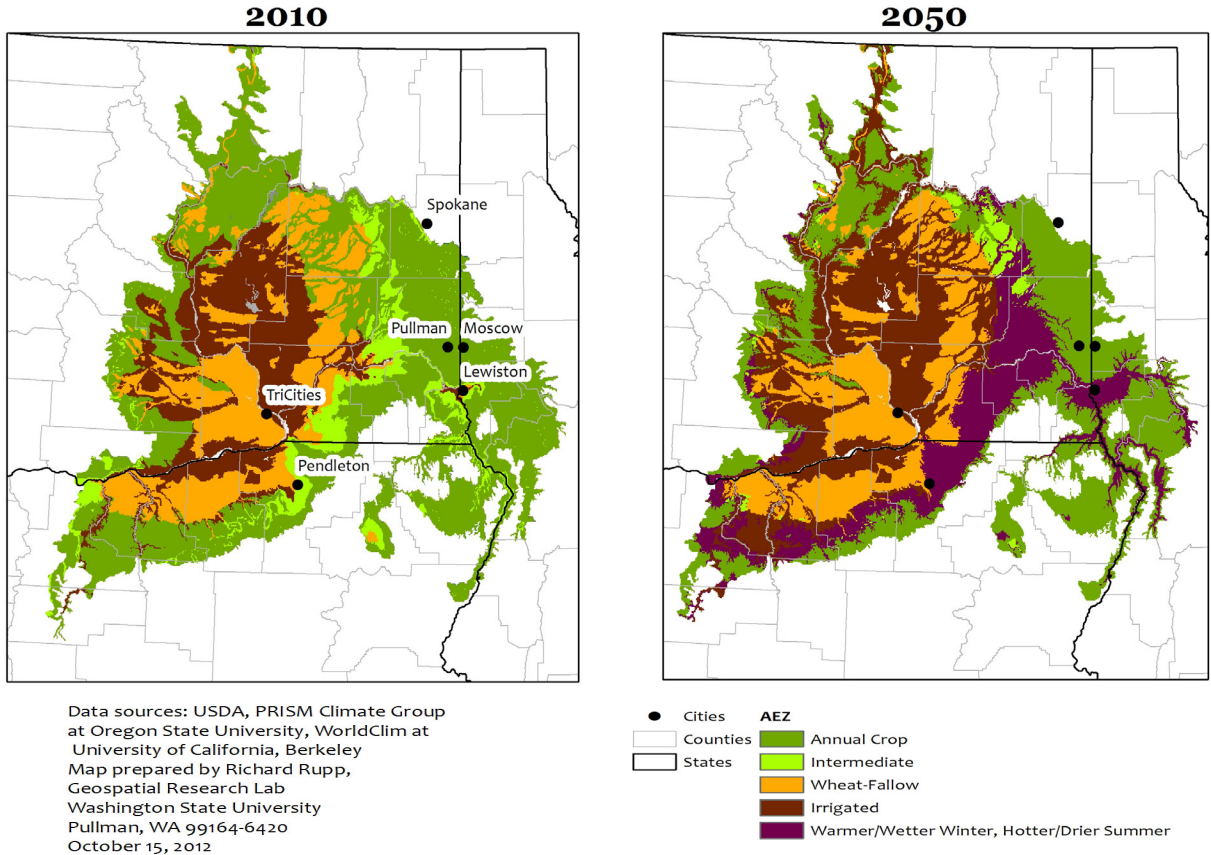 2010
2050
Spokane
Pullman
Moscow
Lewiston
TriCities
Pendleton
Data sources: USDA, PRISM Climate Group
at Oregon State University, WorldClim at
University of California, Berkeley
Map prepared by Richard Rupp,
Geospatial Research Lab
Washington State University
Pullman, WA 99164-6420
October 15, 2012
Cities
Counties
States
AEZ
Annual Crop
Intermediate
Wheat-Fallow
Irrigated
Warmer/Wetter Winter, Hotter/Drier Summer